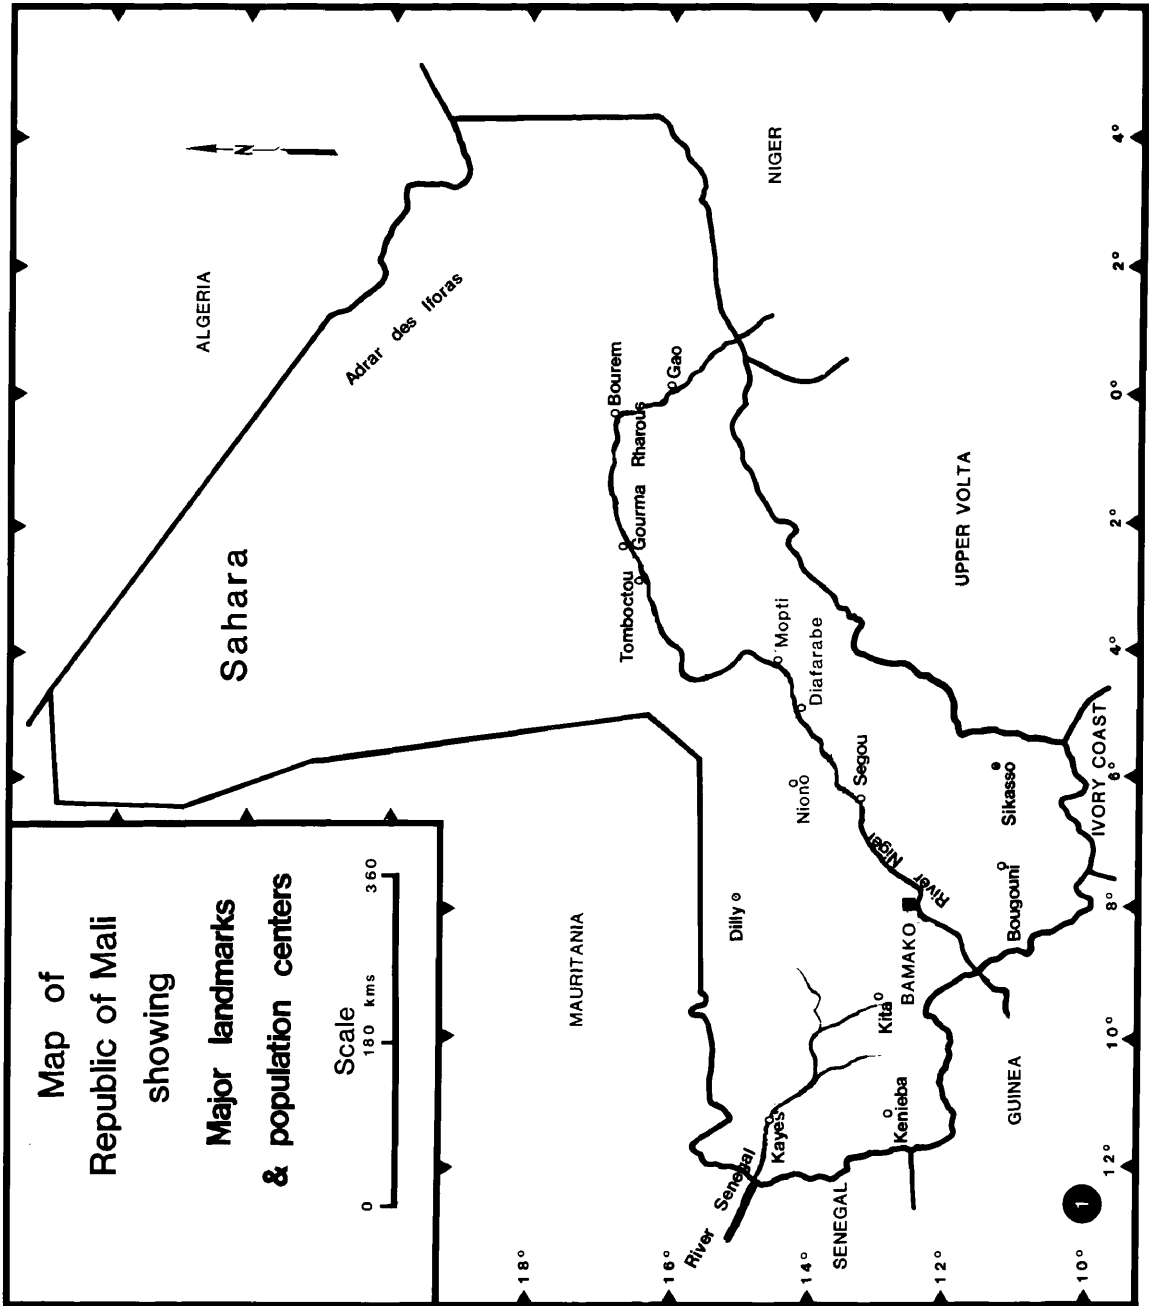 Map of
Republic of Mali
showing
Major landmarks
& population centers
Scale
0 180 kms 360
N
ALGERIA
Sahara
Adrar des Iforas
NIGER
MAURITANIA
Tomboctou
Gourma Rharous
Bourem
Gao
Mopti
Diafarabe
Niono
Segou
Dilly
River Niger
UPPER VOLTA
River Senegal
Kayes
Kita
BAMAKO
Kenieba
Bougouni
Sikasso
SENEGAL
GUINEA
IVORY COAST
18°
16°
14°
12°
10°
12° 10° 8° 6° 4° 2° 0° 2° 4°
1